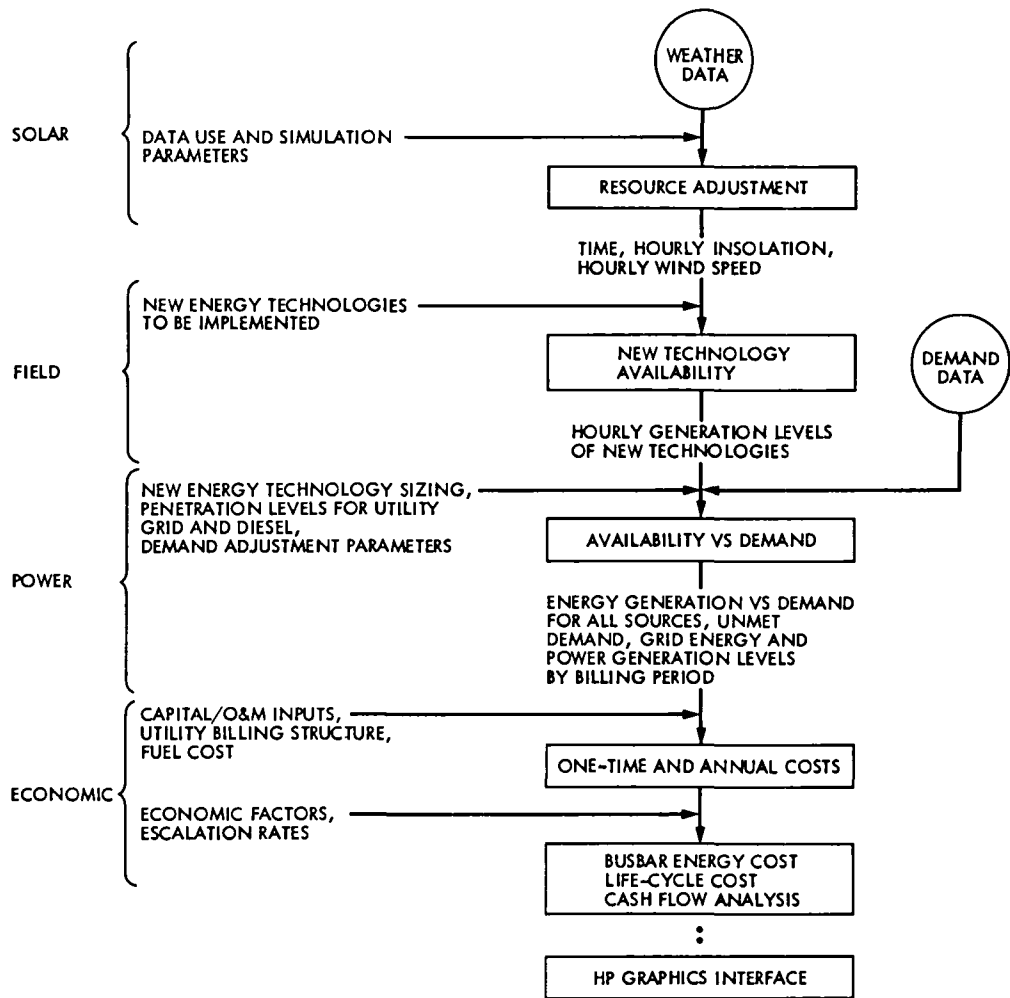 WEATHER
DATA
SOLAR
DATA USE AND SIMULATION
PARAMETERS
RESOURCE ADJUSTMENT
TIME, HOURLY INSOLATION,
HOURLY WIND SPEED
NEW ENERGY TECHNOLOGIES
TO BE IMPLEMENTED
FIELD
NEW TECHNOLOGY
AVAILABILITY
DEMAND
DATA
HOURLY GENERATION LEVELS
OF NEW TECHNOLOGIES
NEW ENERGY TECHNOLOGY SIZING,
PENETRATION LEVELS FOR UTILITY
GRID AND DIESEL,
DEMAND ADJUSTMENT PARAMETERS
AVAILABILITY VS DEMAND
POWER
ENERGY GENERATION VS DEMAND
FOR ALL SOURCES, UNMET
DEMAND, GRID ENERGY AND
POWER GENERATION LEVELS
BY BILLING PERIOD
CAPITAL/O&M INPUTS,
UTILITY BILLING STRUCTURE,
FUEL COST
ONE-TIME AND ANNUAL COSTS
ECONOMIC
ECONOMIC FACTORS,
ESCALATION RATES
BUSBAR ENERGY COST
LIFE-CYCLE COST
CASH FLOW ANALYSIS
HP GRAPHICS INTERFACE